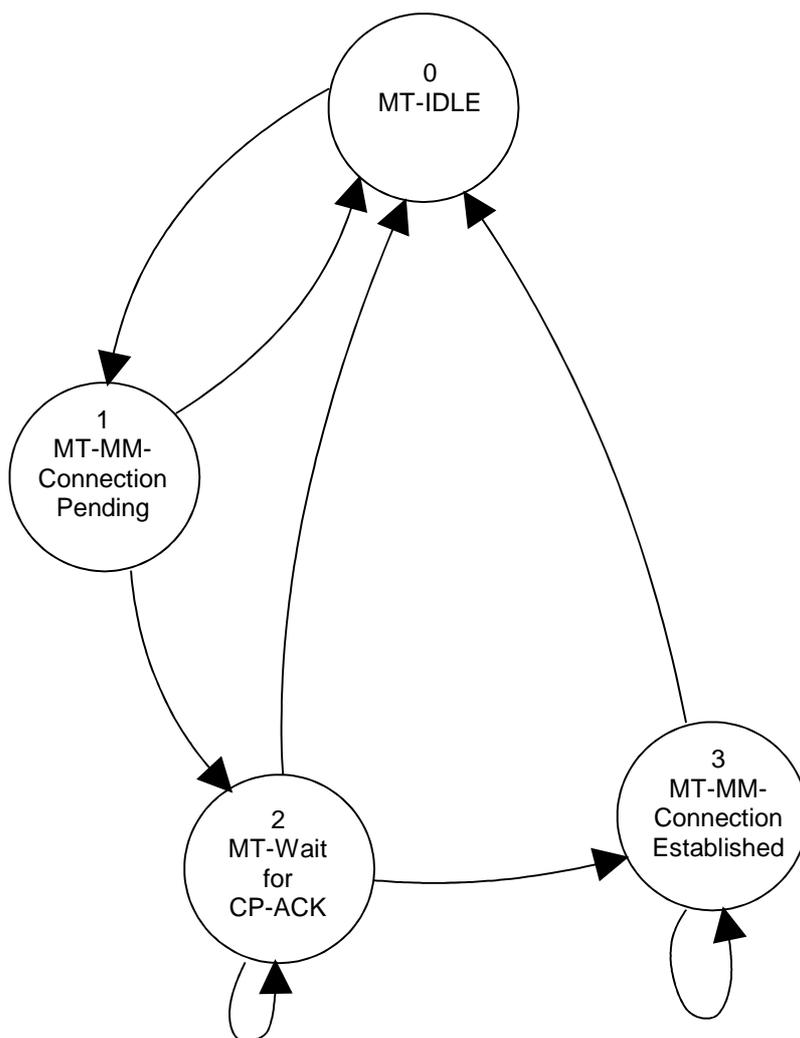 0
MT-IDLE
1
MT-MM-
Connection
Pending
2
MT-Wait
for
CP-ACK
3
MT-MM-
Connection
Established